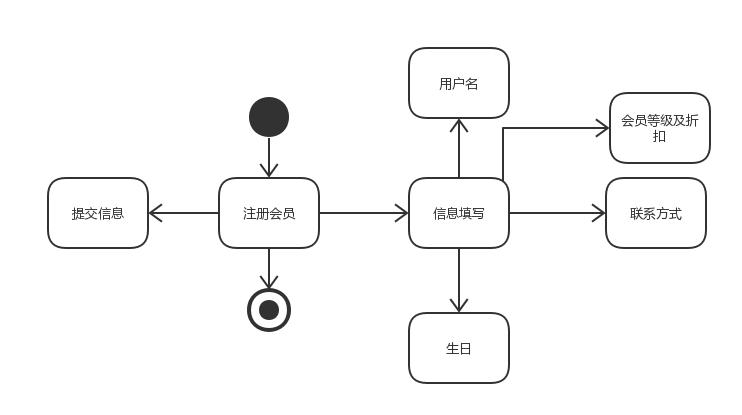 用户名
会员等级及折
扣
提交信息
注册会员
信息填写
联系方式
生日